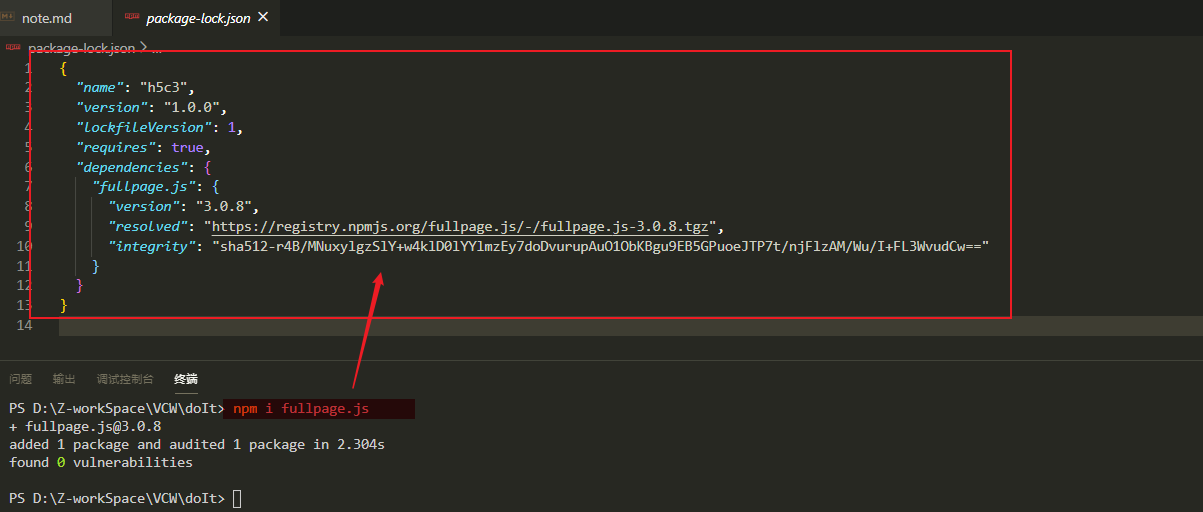 note.md package-lock.json
package-lock.json > ...
1 {
2 "name": "h5c3",
3 "version": "1.0.0",
4 "lockfileVersion": 1,
5 "requires": true,
6 "dependencies": {
7 "fullpage.js": {
8 "version": "3.0.8",
9 "resolved": "https://registry.npmjs.org/fullpage.js/-/fullpage.js-3.0.8.tgz",
10 "integrity": "sha512-r4B/MNuxylgzSlY+w4klD0lYYlmzEy7doDvurupAuO1ObKBgu9EB5GPuoeJTP7t/njFlzAM/Wu/I+FL3WvudCw=="
11 }
12 }
13 }
14
问题 输出 调试控制台 终端
PS D:\Z-workSpace\VCW\doIt> npm i fullpage.js
+ fullpage.js@3.0.8
added 1 package and audited 1 package in 2.304s
found 0 vulnerabilities
PS D:\Z-workSpace\VCW\doIt>